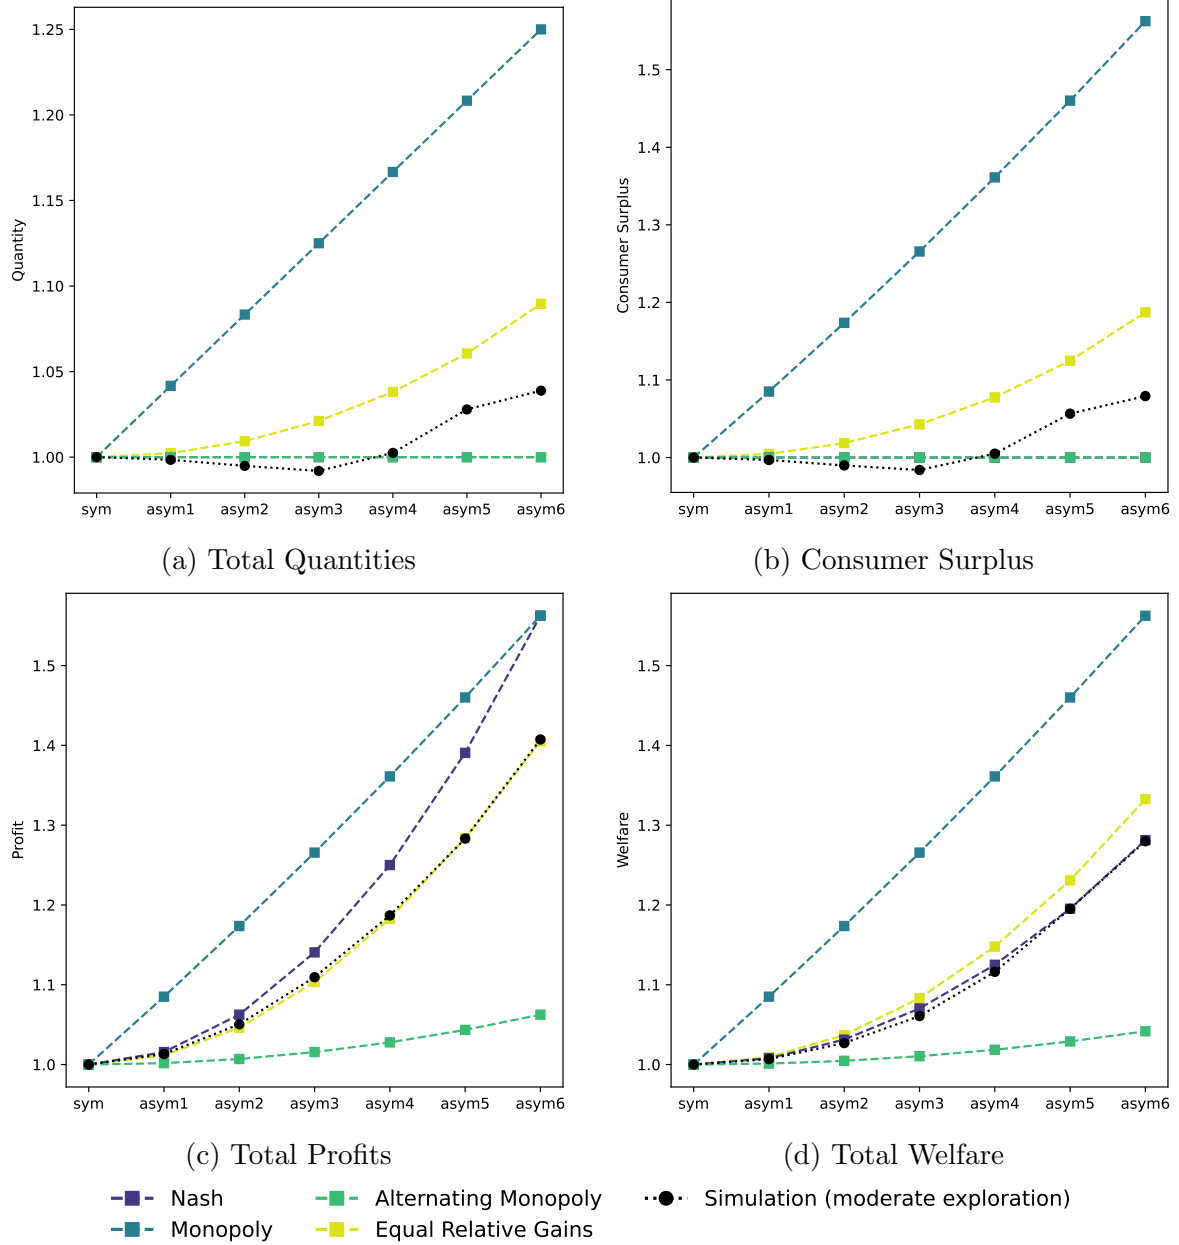 1.25
1.20
1.15
1.10
1.05
1.00
Quantity
sym asym1 asym2 asym3 asym4 asym5 asym6
(a) Total Quantities
1.5
1.4
1.3
1.2
1.1
1.0
Consumer Surplus
sym asym1 asym2 asym3 asym4 asym5 asym6
(b) Consumer Surplus
1.5
1.4
1.3
1.2
1.1
1.0
Profit
sym asym1 asym2 asym3 asym4 asym5 asym6
(c) Total Profits
1.5
1.4
1.3
1.2
1.1
1.0
Welfare
sym asym1 asym2 asym3 asym4 asym5 asym6
(d) Total Welfare
Nash Alternating Monopoly Simulation (moderate exploration)
Monopoly Equal Relative Gains